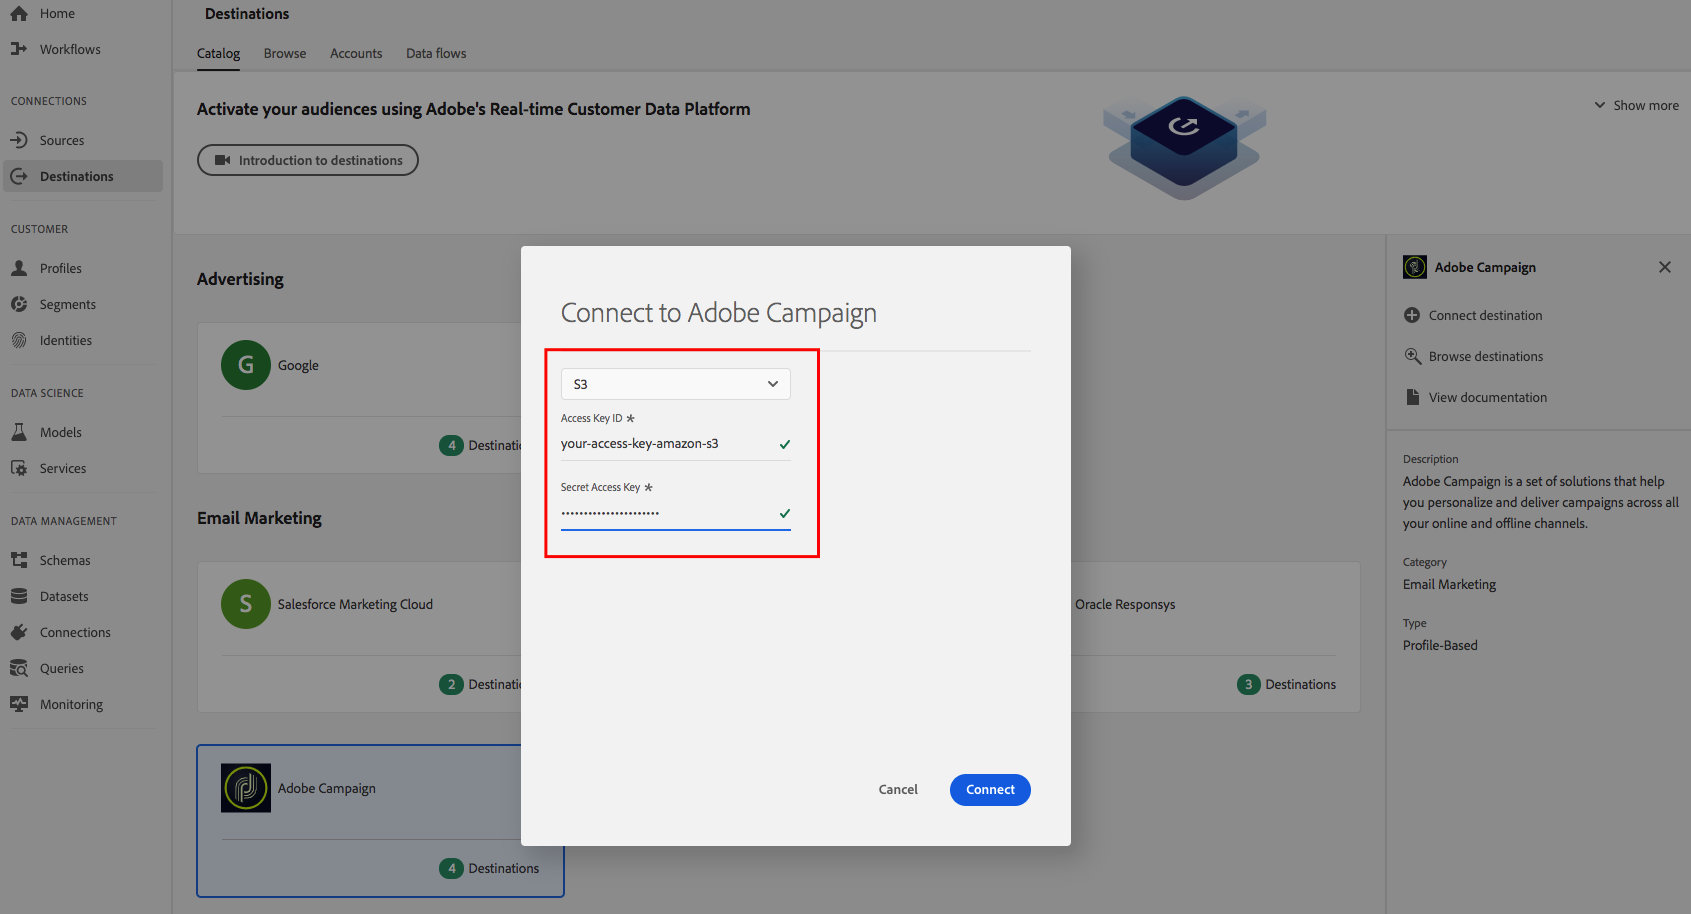 Home
Workflows
CONNECTIONS
Sources
Destinations
CUSTOMER
Profiles
Segments
Identities
DATA SCIENCE
Models
Services
DATA MANAGEMENT
Schemas
Datasets
Connections
Queries
Monitoring
Destinations
Catalog Browse Accounts Data flows
Activate your audiences using Adobe's Real-time Customer Data Platform
Show more
Introduction to destinations
Advertising
G Google
4 Destinatio
Email Marketing
S Salesforce Marketing Cloud
2 Destinatio
Oracle Responsys
3 Destinations
Adobe Campaign
4 Destinations
Connect to Adobe Campaign
S3
Access Key ID *
your-access-key-amazon-s3
Secret Access Key *
••••••••••••••••••••••
Cancel Connect
Adobe Campaign
Connect destination
Browse destinations
View documentation
Description
Adobe Campaign is a set of solutions that help
you personalize and deliver campaigns across all
your online and offline channels.
Category
Email Marketing
Type
Profile-Based